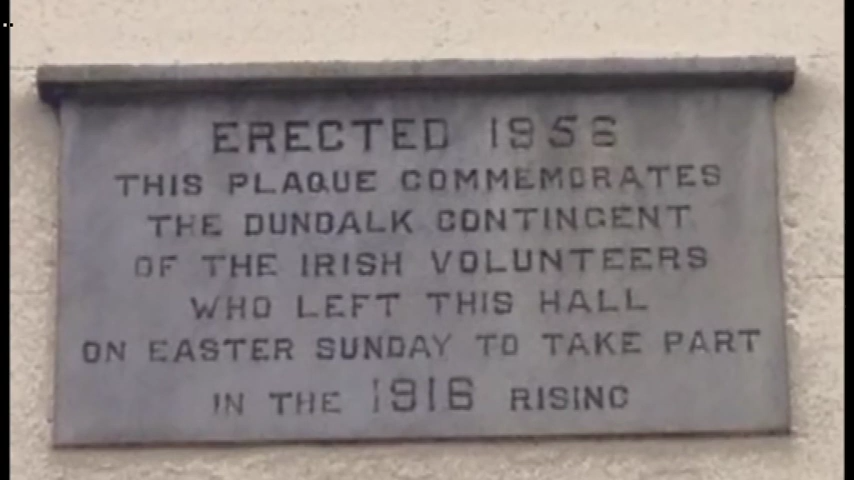 ERECTED 1956
THIS PLAQUE COMMEMORATES
THE DUNDALK CONTINGENT
OF THE IRISH VOLUNTEERS
WHO LEFT THIS HALL
ON EASTER SUNDAY TO TAKE PART
IN THE 1916 RISING